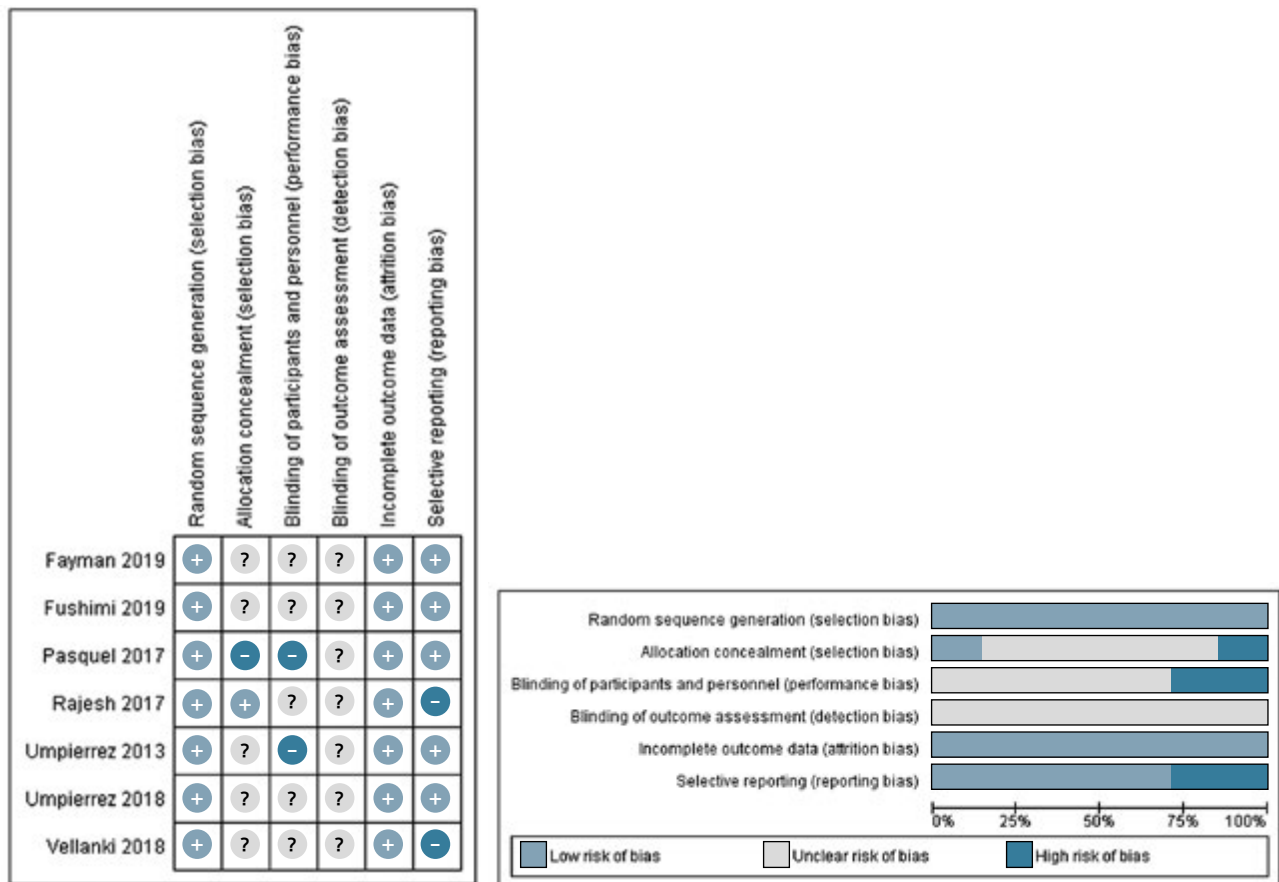 Random sequence generation (selection bias)
Allocation concealment (selection bias)
Blinding of participants and personnel (performance bias)
Blinding of outcome assessment (detection bias)
Incomplete outcome data (attrition bias)
Selective reporting (reporting bias)
Fayman 2019 + ? ? ? + +
Fushimi 2019 + ? ? ? + +
Pasquel 2017 + - - ? + +
Rajesh 2017 + + ? ? + -
Umpierrez 2013 + ? - ? + +
Umpierrez 2018 + ? ? ? + +
Vellanki 2018 + ? ? ? + -
Random sequence generation (selection bias)
Allocation concealment (selection bias)
Blinding of participants and personnel (performance bias)
Blinding of outcome assessment (detection bias)
Incomplete outcome data (attrition bias)
Selective reporting (reporting bias)
0% 25% 50% 75% 100%
Low risk of bias Unclear risk of bias High risk of bias